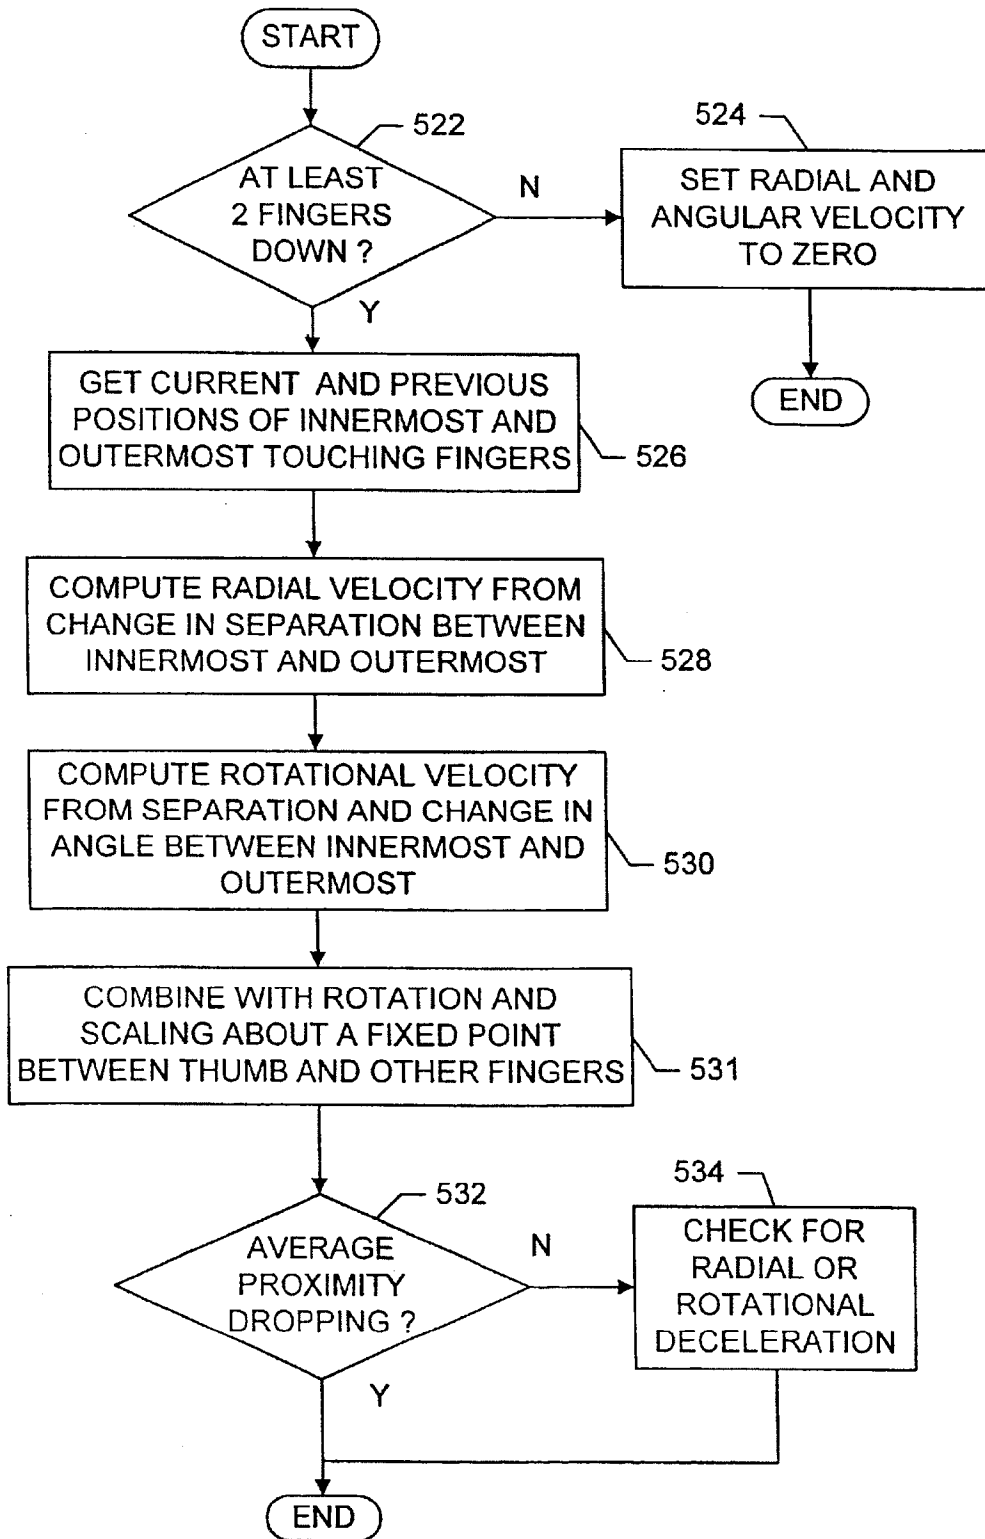 START
522
AT LEAST
2 FINGERS
DOWN ?
N
Y
524
SET RADIAL AND
ANGULAR VELOCITY
TO ZERO
END
GET CURRENT AND PREVIOUS
POSITIONS OF INNERMOST AND
OUTERMOST TOUCHING FINGERS
526
COMPUTE RADIAL VELOCITY FROM
CHANGE IN SEPARATION BETWEEN
INNERMOST AND OUTERMOST
528
COMPUTE ROTATIONAL VELOCITY
FROM SEPARATION AND CHANGE IN
ANGLE BETWEEN INNERMOST AND
OUTERMOST
530
COMBINE WITH ROTATION AND
SCALING ABOUT A FIXED POINT
BETWEEN THUMB AND OTHER FINGERS
531
532
AVERAGE
PROXIMITY
DROPPING ?
N
Y
534
CHECK FOR
RADIAL OR
ROTATIONAL
DECELERATION
END